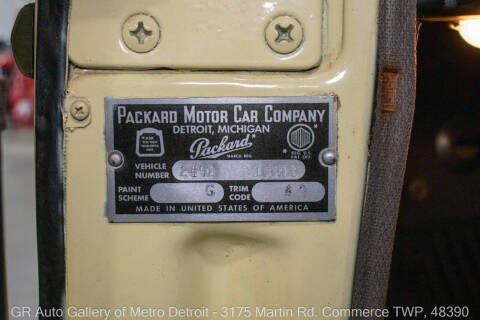 PACKARD MOTOR CAR COMPANY
DETROIT, MICHIGAN
Packard
VEHICLE
NUMBER
PAINT
SCHEME G TRIM
CODE
MADE IN UNITED STATES OF AMERICA
GR Auto Gallery of Metro Detroit - 3175 Martin Rd. Commerce TWP, 48390